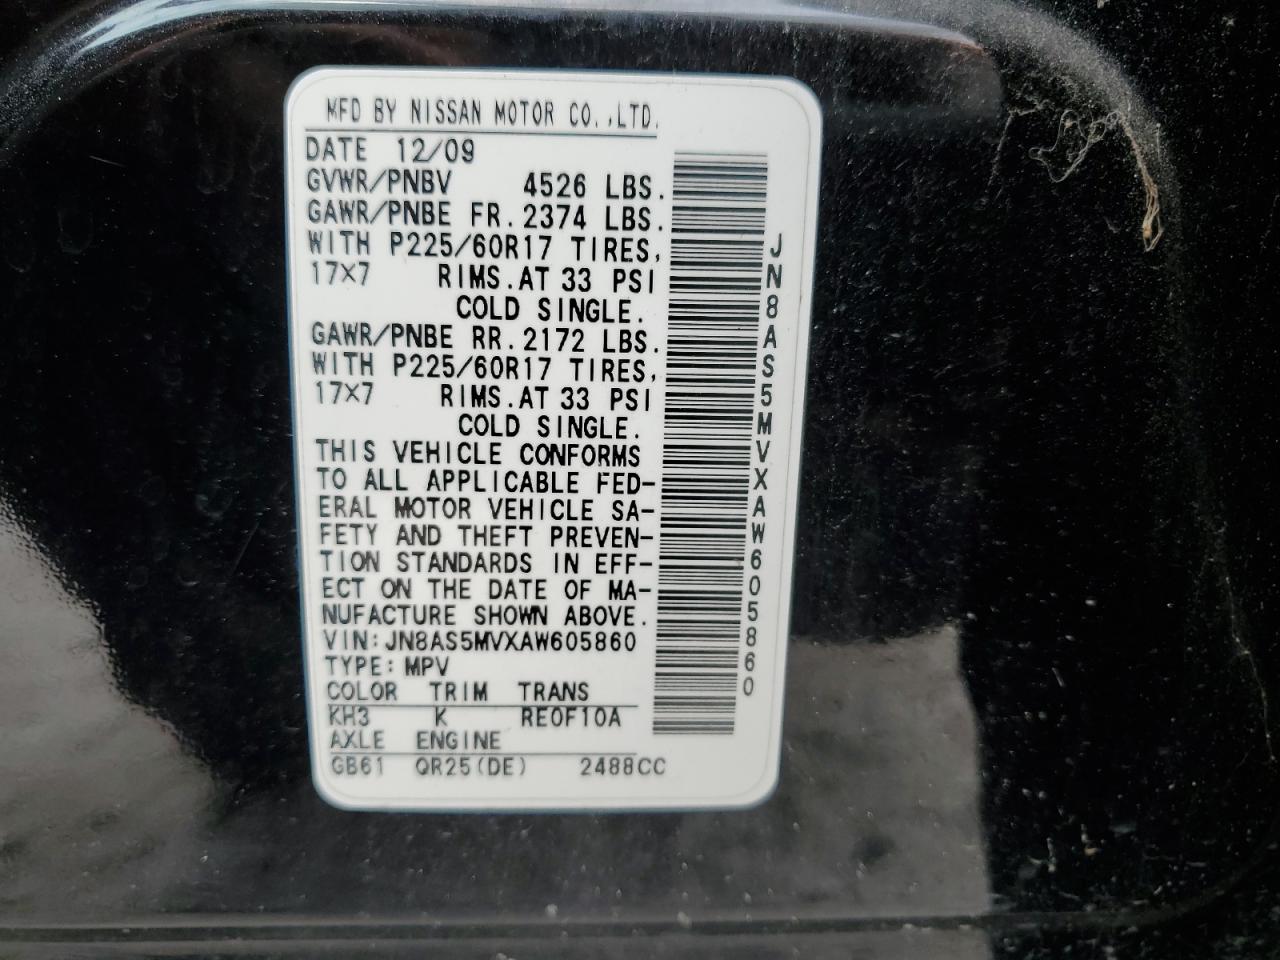 MFD BY NISSAN MOTOR CO.,LTD.
DATE 12/09
GVWR/PNBV 4526 LBS.
GAWR/PNBE FR.2374 LBS.
WITH P225/60R17 TIRES,
17×7 RIMS.AT 33 PSI
COLD SINGLE.
GAWR/PNBE RR.2172 LBS.
WITH P225/60R17 TIRES,
17×7 RIMS.AT 33 PSI
COLD SINGLE.
THIS VEHICLE CONFORMS
TO ALL APPLICABLE FED-
ERAL MOTOR VEHICLE SA-
FETY AND THEFT PREVEN-
TION STANDARDS IN EFF-
ECT ON THE DATE OF MA-
NUFACTURE SHOWN ABOVE.
VIN:JN8AS5MVXAW605860
TYPE:MPV
COLOR TRIM TRANS
KH3 K RE0F10A
AXLE ENGINE
GB61 QR25(DE) 2488CC
JN8AS5MVXAW605860